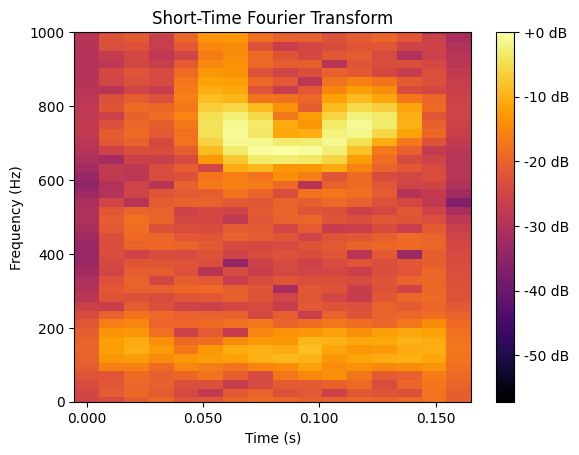 Short-Time Fourier Transform
1000
800
600
400
200
0
Frequency (Hz)
0.000 0.050 0.100 0.150
Time (s)
+0 dB
-10 dB
-20 dB
-30 dB
-40 dB
-50 dB